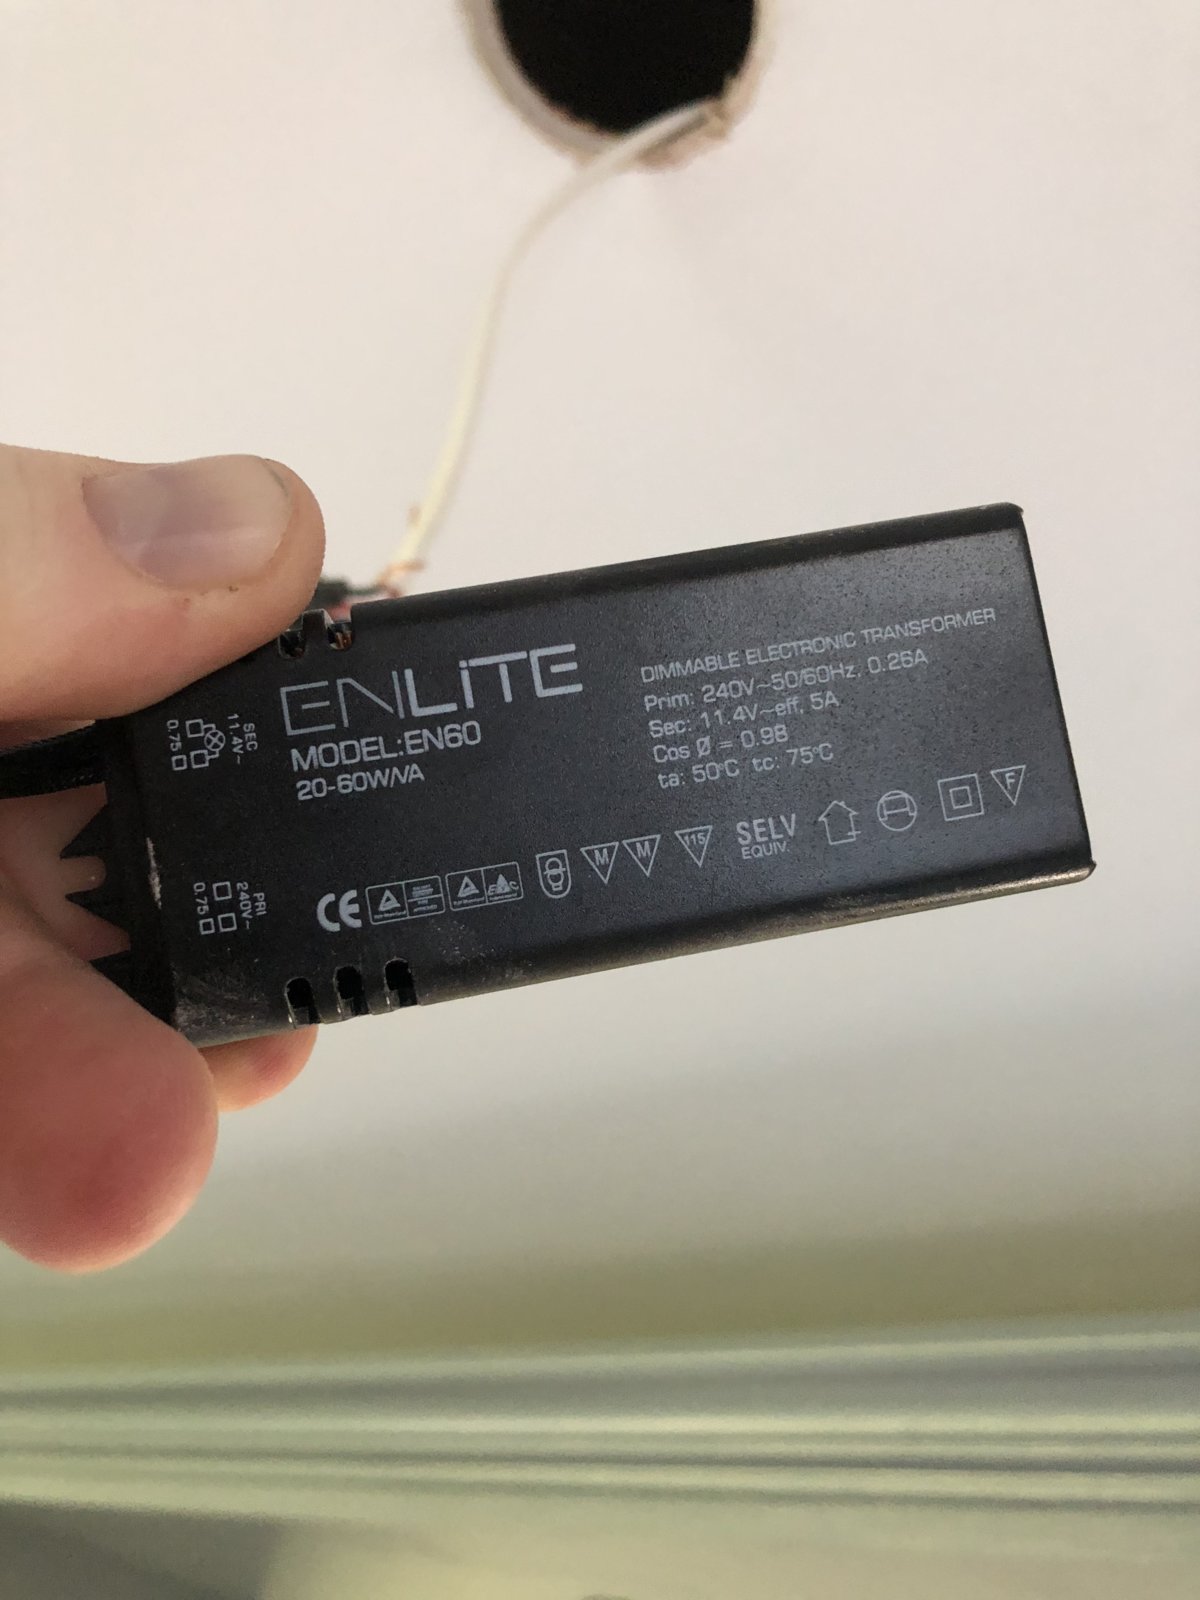 ENLiTE
MODEL:EN60
20-60W/VA
DIMMABLE ELECTRONIC TRANSFORMER
Prim: 240V~50/60Hz, 0.26A
Sec: 11.4V~eff, 5A
Cos Ø = 0.98
ta: 50°C tc: 75°C
SEC
11.4V~
0.75
PRI
240V~
0.75
CE
M
M
115
SELV
EQUIV.
F